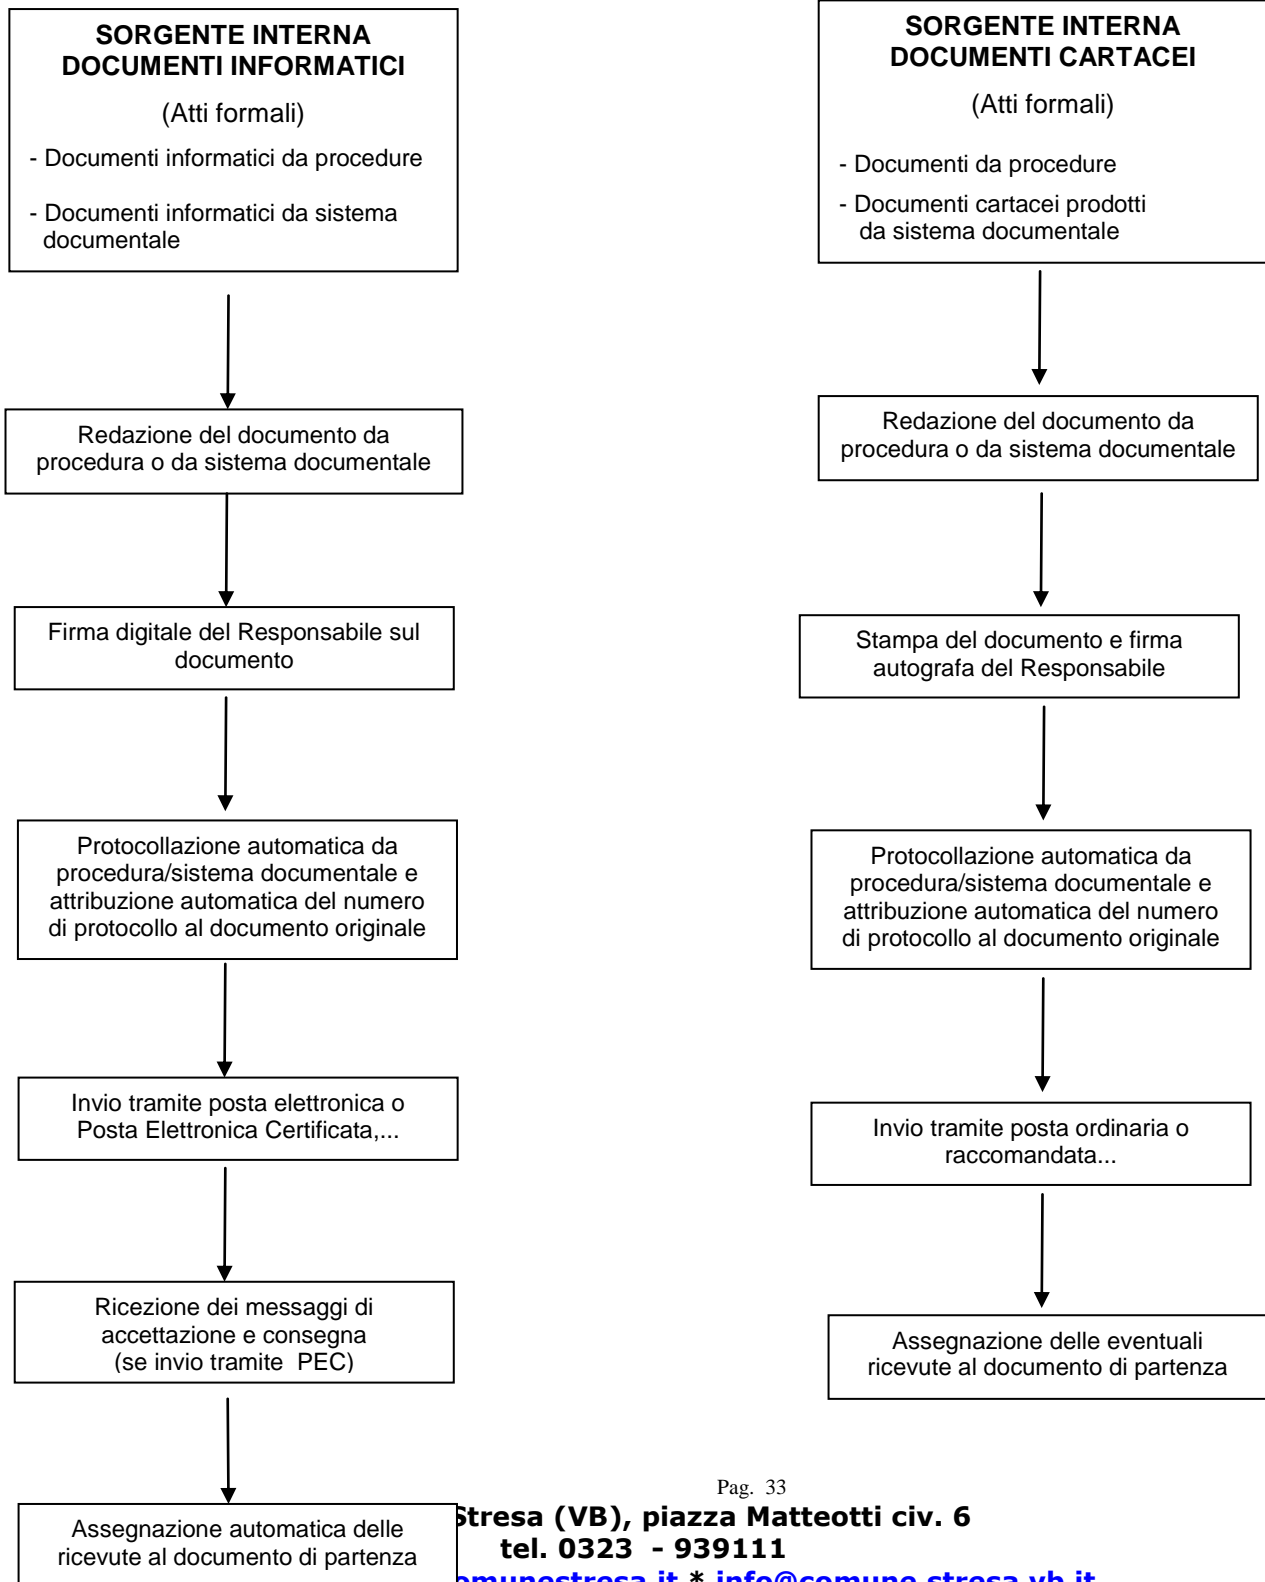 SORGENTE INTERNA
DOCUMENTI INFORMATICI
(Atti formali)
- Documenti informatici da procedure
- Documenti informatici da sistema
documentale
Redazione del documento da
procedura o da sistema documentale
Firma digitale del Responsabile sul
documento
Protocollazione automatica da
procedura/sistema documentale e
attribuzione automatica del numero
di protocollo al documento originale
Invio tramite posta elettronica o
Posta Elettronica Certificata,...
Ricezione dei messaggi di
accettazione e consegna
(se invio tramite PEC)
Assegnazione automatica delle
ricevute al documento di partenza
SORGENTE INTERNA
DOCUMENTI CARTACEI
(Atti formali)
- Documenti da procedure
- Documenti cartacei prodotti
da sistema documentale
Redazione del documento da
procedura o da sistema documentale
Stampa del documento e firma
autografa del Responsabile
Protocollazione automatica da
procedura/sistema documentale e
attribuzione automatica del numero
di protocollo al documento originale
Invio tramite posta ordinaria o
raccomandata...
Assegnazione delle eventuali
ricevute al documento di partenza
Pag. 33
Stresa (VB), piazza Matteotti civ. 6
tel. 0323 - 939111
omunestresa.it * info@comune.stresa.vb.it